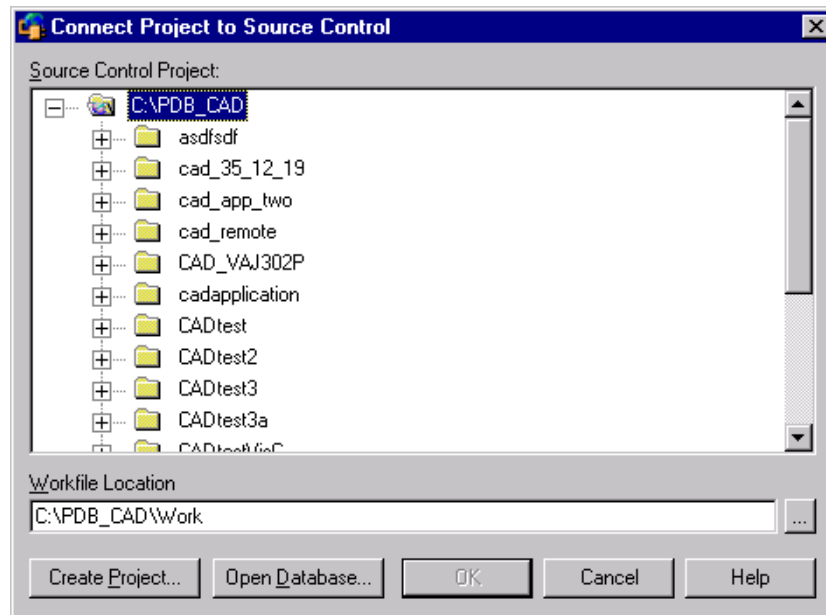 Connect Project to Source Control
Source Control Project:
C:\PDB_CAD
asdfsdf
cad_35_12_19
cad_app_two
cad_remote
CAD_VAJ302P
cadapplication
CADtest
CADtest2
CADtest3
CADtest3a
Workfile Location
C:\PDB_CAD\Work
...
Create Project... Open Database... OK Cancel Help